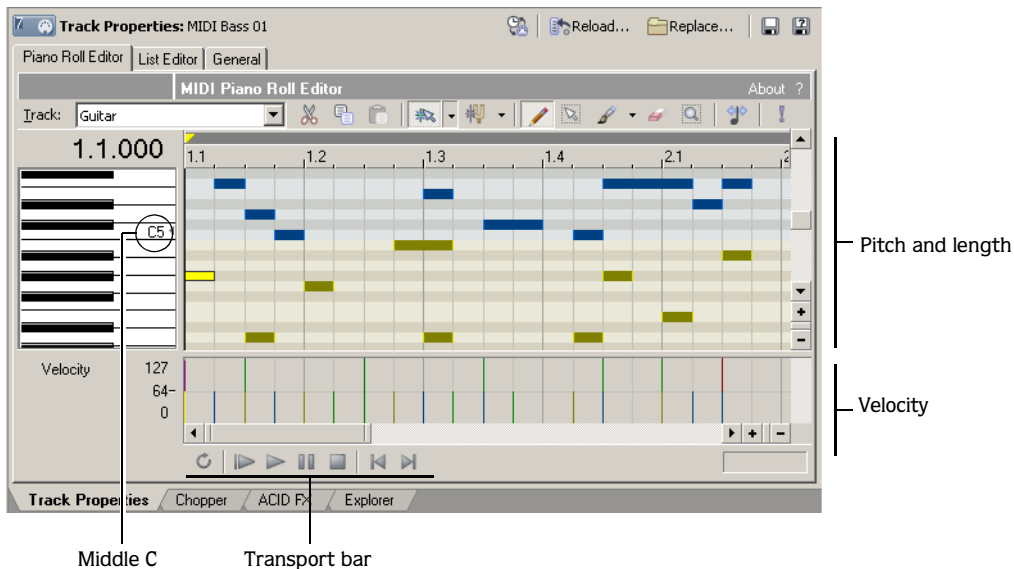 Track Properties: MIDI Bass 01 Reload... Replace...
Piano Roll Editor List Editor General
MIDI Piano Roll Editor About ?
Track: Guitar
1.1.000 1.1 1.2 1.3 1.4 2.1
C5
Pitch and length
Velocity 127
64
0
Velocity
Track Properties Chopper ACID FX Explorer
Middle C Transport bar